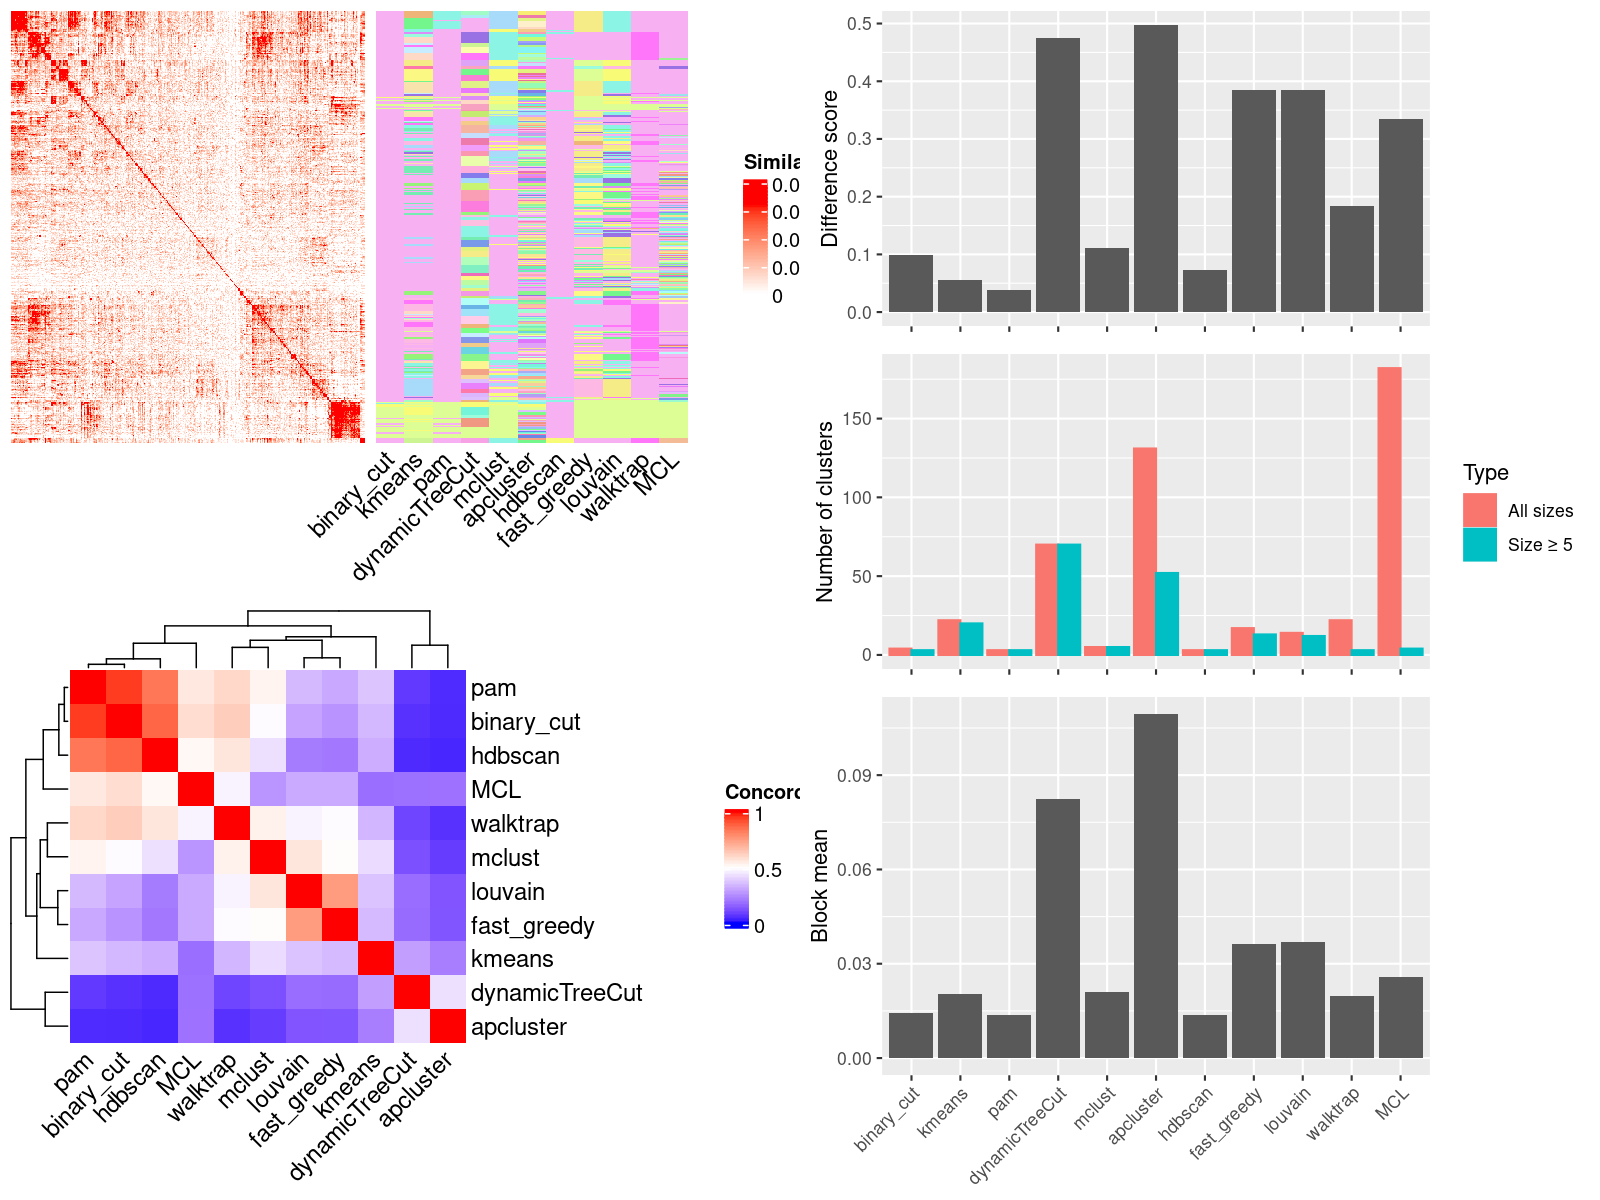 Simila
0.0
0.0
0.0
0.0
0
binary_cut
kmeans
pam
dynamicTreeCut
mclust
apcluster
hdbscan
fast_greedy
louvain
walktrap
MCL
pam
binary_cut
hdbscan
MCL
walktrap
mclust
louvain
fast_greedy
kmeans
dynamicTreeCut
apcluster
pam
binary_cut
hdbscan
MCL
walktrap
mclust
louvain
fast_greedy
kmeans
dynamicTreeCut
apcluster
Concord
1
0.5
0
Difference score
0.5
0.4
0.3
0.2
0.1
0.0
Number of clusters
150
100
50
0
Type
All sizes
Size ≥ 5
Block mean
0.09
0.06
0.03
0.00
binary_cut
kmeans
pam
dynamicTreeCut
mclust
apcluster
hdbscan
fast_greedy
louvain
walktrap
MCL